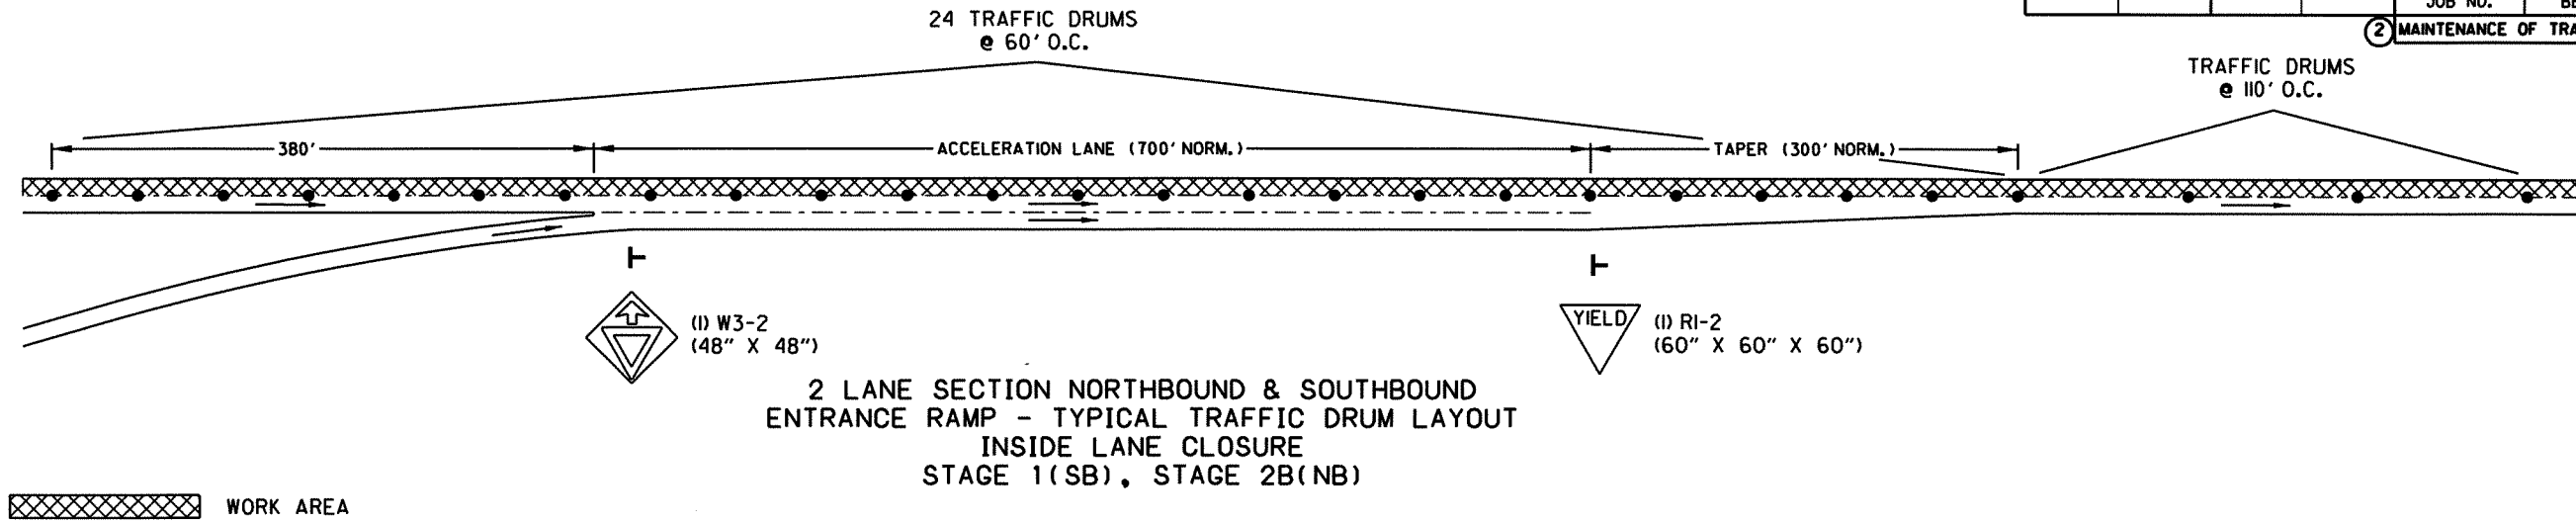 JOB NO.
2 MAINTENANCE OF
24 TRAFFIC DRUMS
@ 60' O.C.
TRAFFIC DRUMS
@ 110' O.C.
380'
ACCELERATION LANE (700' NORM.)
TAPER (300' NORM.)
(1) W3-2
(48" X 48")
YIELD
(1) R1-2
(60" X 60" X 60")
2 LANE SECTION NORTHBOUND & SOUTHBOUND
ENTRANCE RAMP - TYPICAL TRAFFIC DRUM LAYOUT
INSIDE LANE CLOSURE
STAGE 1(SB), STAGE 2B(NB)
WORK AREA